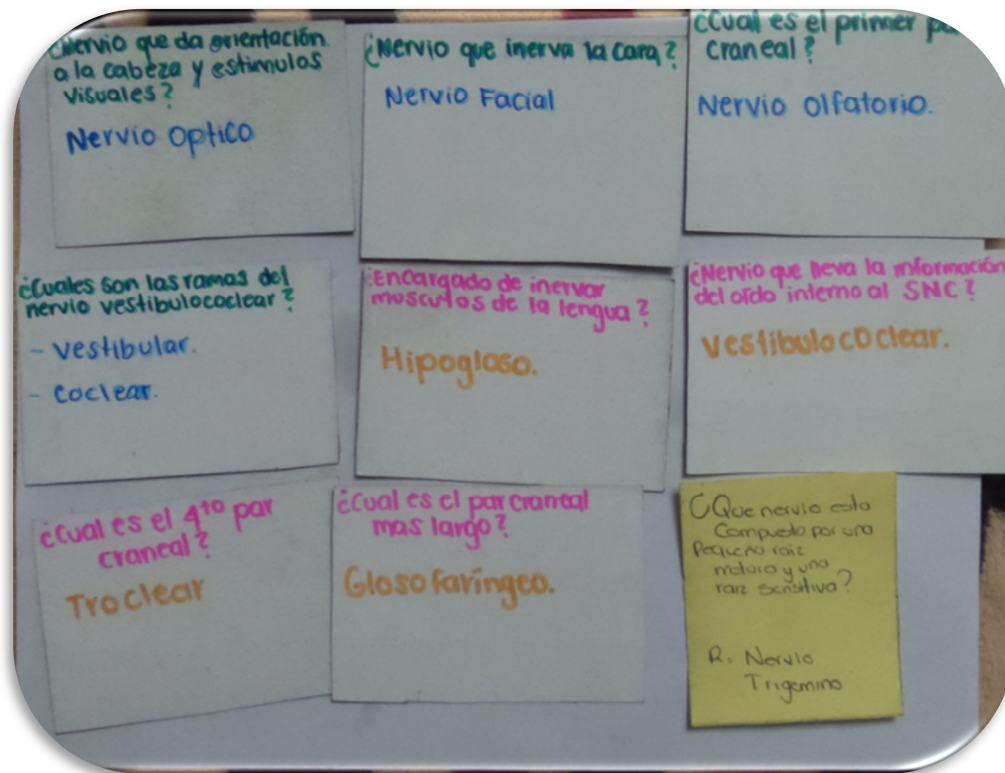 ¿Nervio que da orientación
a la cabeza y estimulos
visuales?
Nervio Optico
¿Nervio que inerva la cara?
Nervio Facial
¿Cual es el primer
craneal?
Nervio Olfatorio.
¿Cuales son las ramas del
nervio vestibulococlear?
- Vestibular.
- Coclear.
¿Encargado de inervar
musculos de la lengua?
Hipogloso.
¿Nervio que lleva la información
del oído interno al SNC?
Vestibulococlear.
¿Cual es el 4to par
craneal?
Troclear
¿Cual es el par craneal
mas largo?
Glosofaríngeo.
¿Que nervio esta
Compuesto por una
Pequeña raiz
motora y una
raiz sensitiva?
R. Nervio
Trigemino